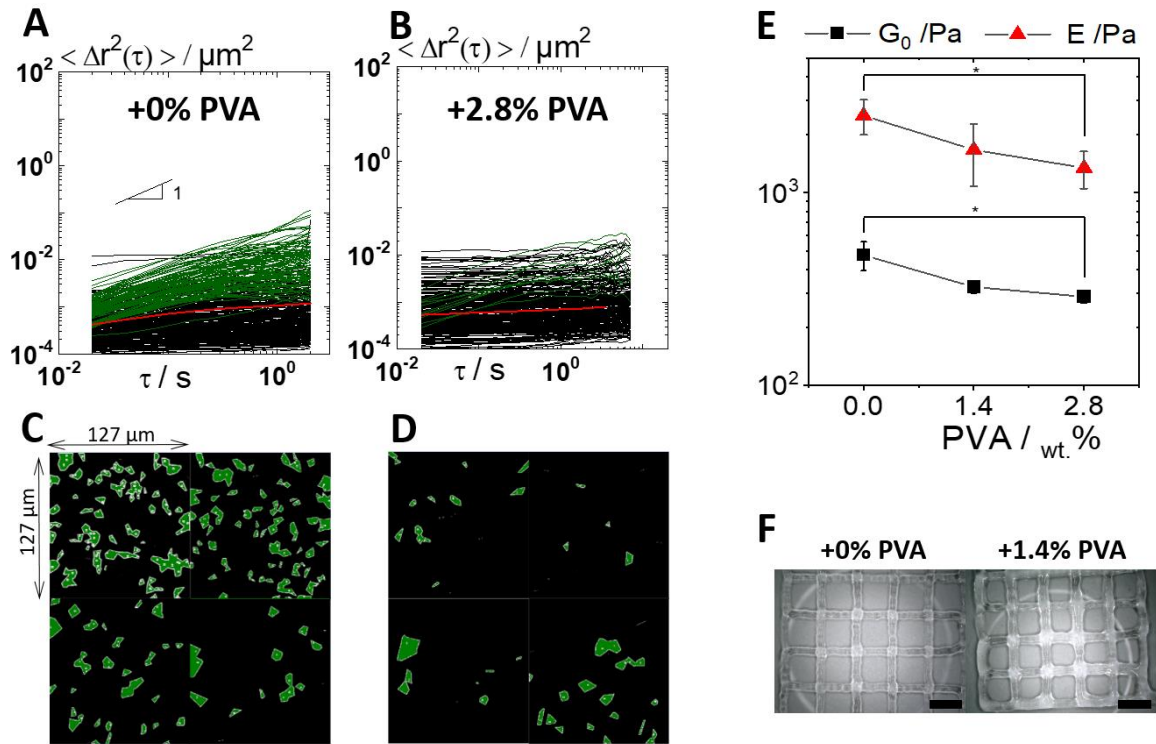 A
< Δr²(τ) > / μm²
+0% PVA
10²
10⁰
10⁻²
10⁻⁴
1
10⁻²
10⁰
τ / s
B
< Δr²(τ) > / μm²
+2.8% PVA
10²
10⁰
10⁻²
10⁻⁴
10⁻²
10⁰
τ / s
C
127 μm
127 μm
D
E
G₀ /Pa
E /Pa
*
*
10³
10²
0.0
1.4
2.8
PVA / wt.%
F
+0% PVA
+1.4% PVA